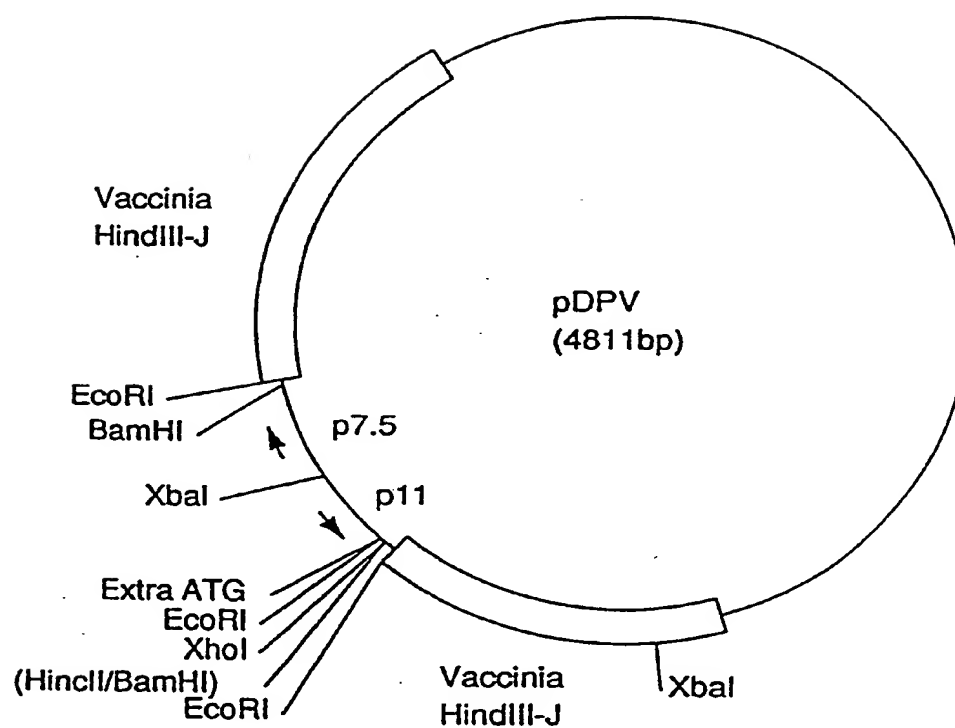 Vaccinia
HindIII-J
pDPV
(4811bp)
EcoRI
BamHI
p7.5
XbaI
p11
Extra ATG
EcoRI
XhoI
(HincII/BamHI)
EcoRI
Vaccinia
HindIII-J
XbaI